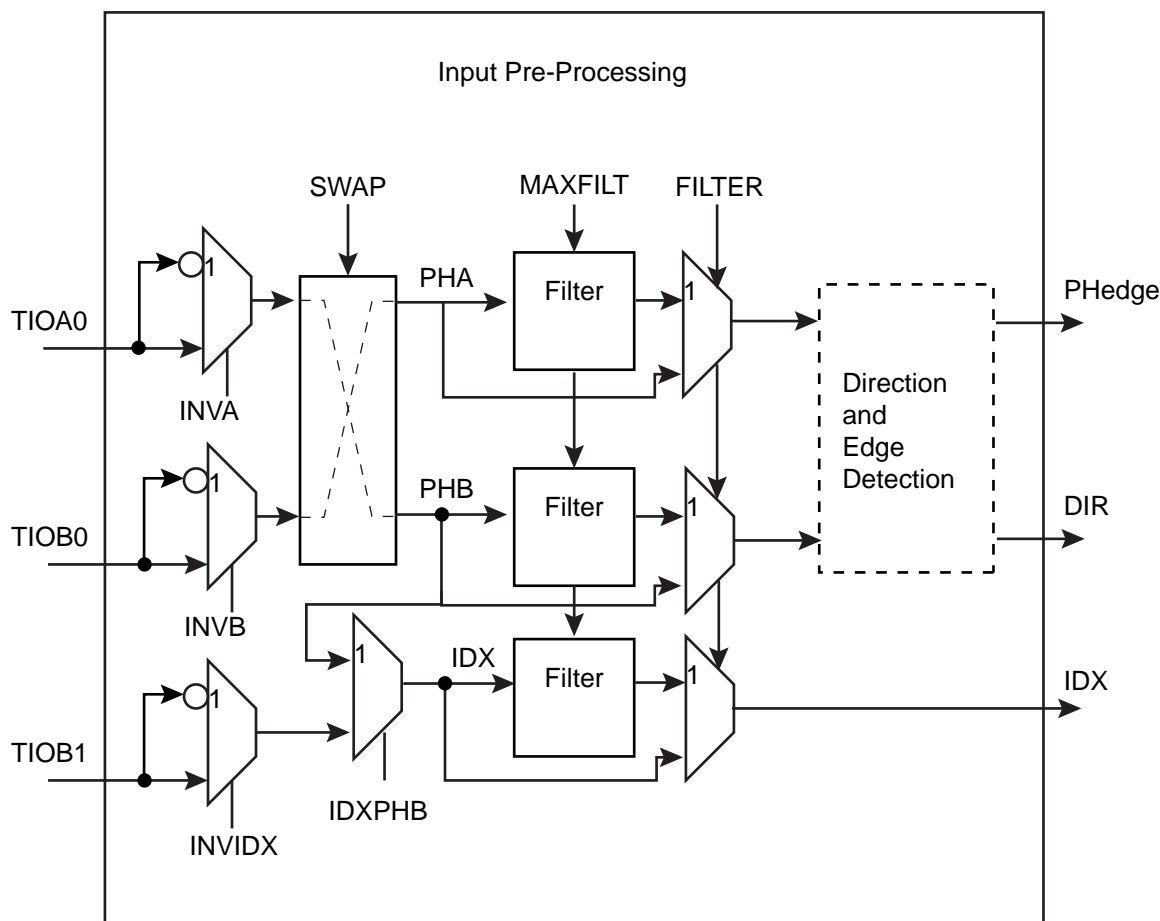 Input Pre-Processing
SWAP
MAXFILT
FILTER
1
PHA
Filter
1
PHedge
TIOA0
Direction
and
Edge
Detection
INVA
1
PHB
Filter
1
DIR
TIOB0
INVB
1
IDX
Filter
1
IDX
1
TIOB1
IDXPHB
INVIDX